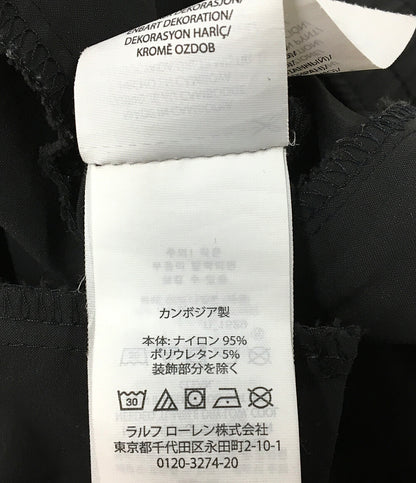 ENBART DEKORATION/
DEKORASYON HARİÇ/
KROMĚ OZDOB
カンボジア製
本体: ナイロン 95%
ポリウレタン 5%
装飾部分を除く
30
ラルフ ローレン株式会社
東京都千代田区永田町2-10-1
0120-3274-20